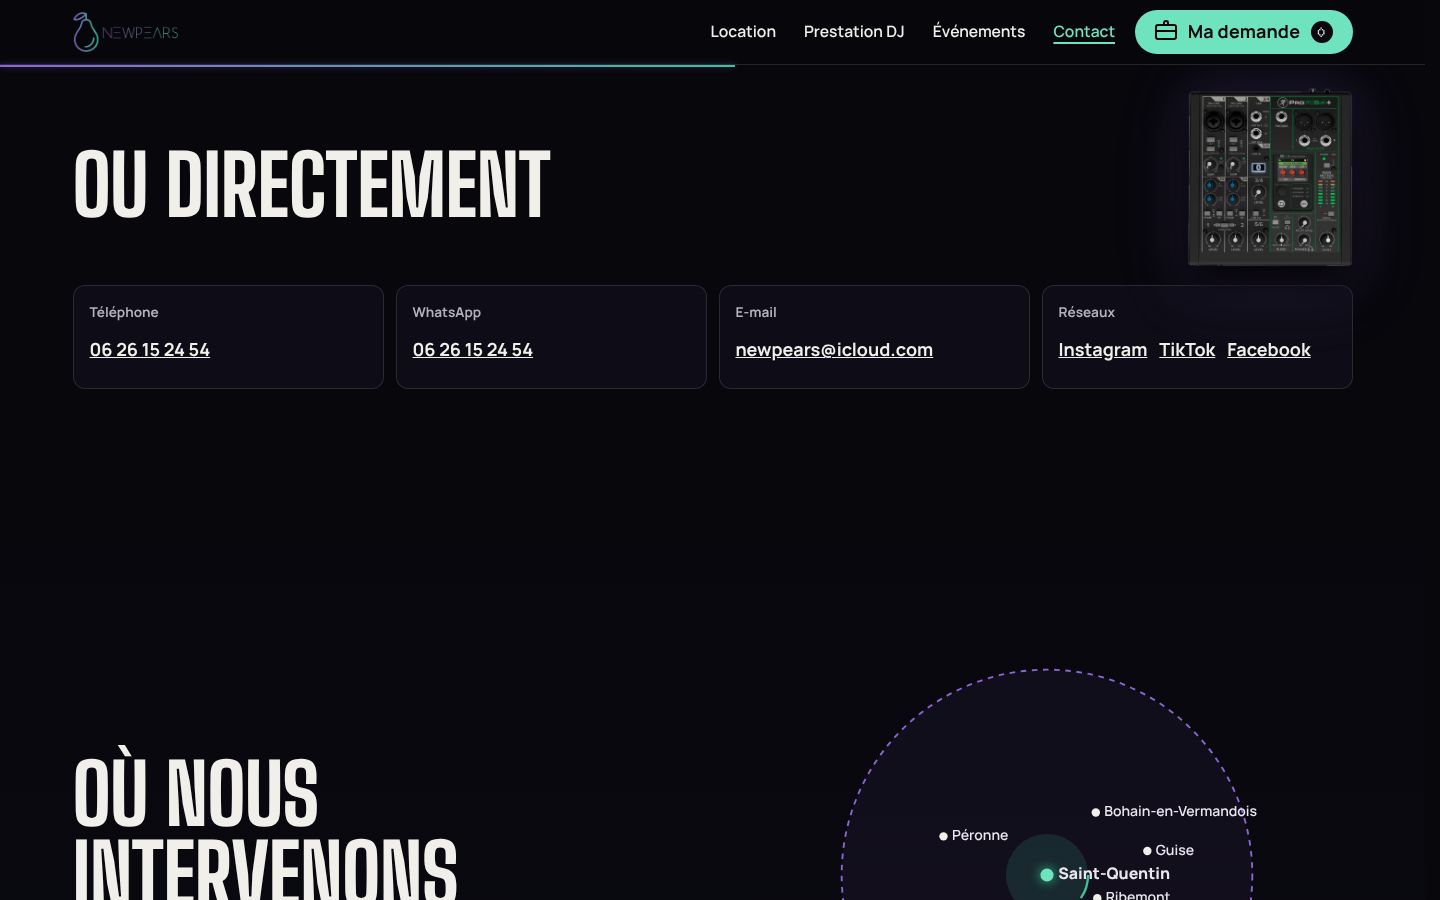 NEWPEARS
Location
Prestation DJ
Événements
Contact
Ma demande
OU DIRECTEMENT
Téléphone
06 26 15 24 54
WhatsApp
06 26 15 24 54
E-mail
newpears@icloud.com
Réseaux
Instagram TikTok Facebook
OÙ NOUS
INTERVENONS
Bohain-en-Vermandois
Péronne
Guise
Saint-Quentin
Ribemont